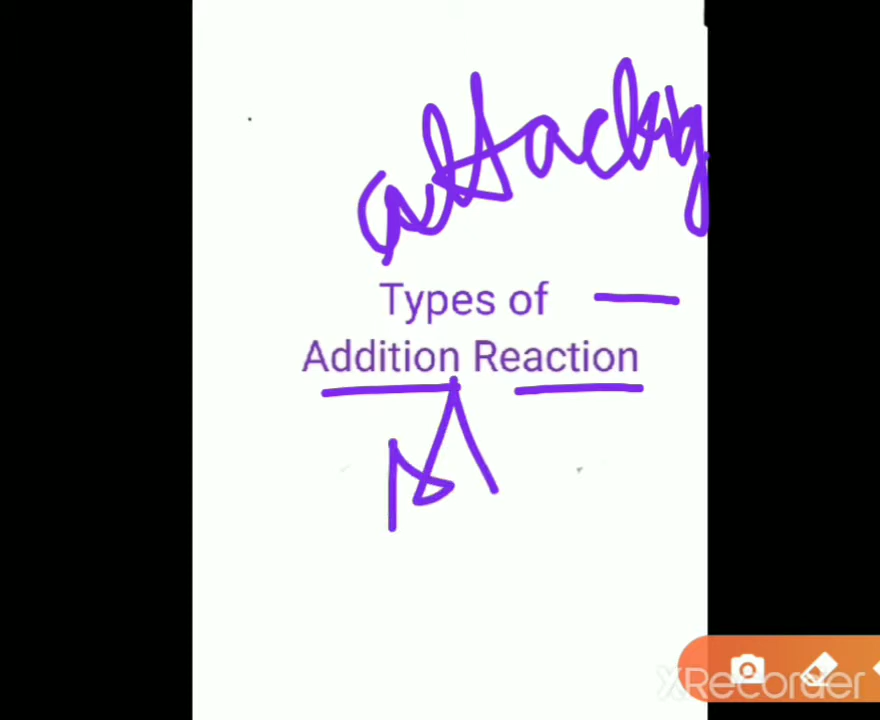 attacking
Types of
Addition Reaction
XRecorder